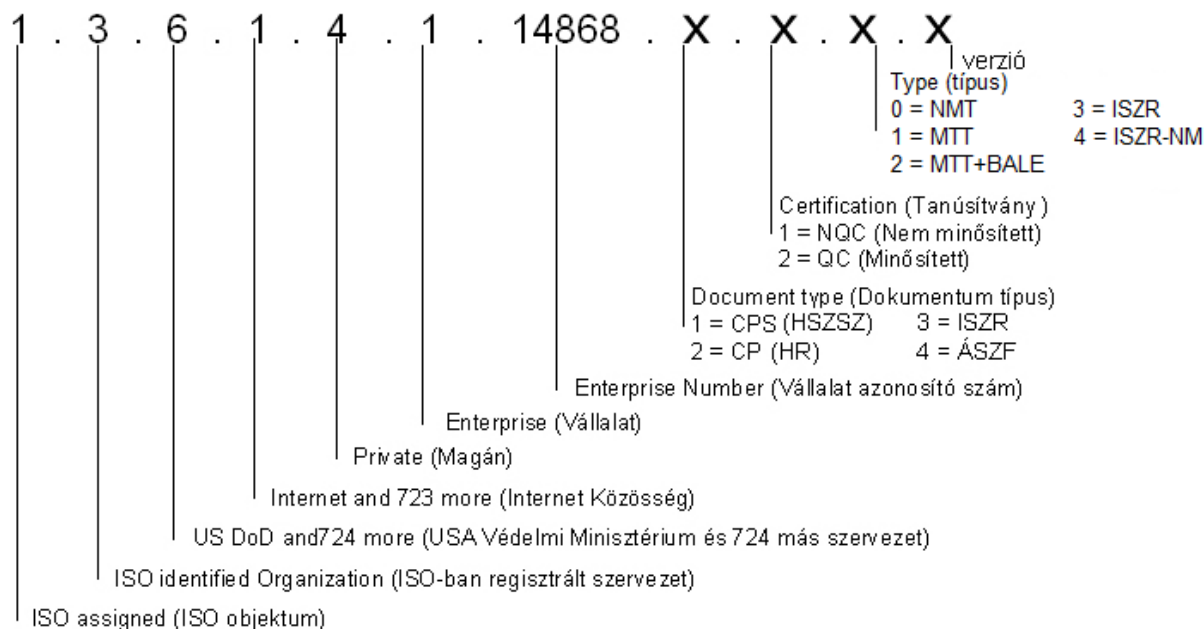 1 . 3 . 6 . 1 . 4 . 1 . 14868 . X . X . X . X
verzió
Type (típus)
0 = NMT 3 = ISZR
1 = MTT 4 = ISZR-NM
2 = MTT+BALE
Certification (Tanúsítvány )
1 = NQC (Nem minősített)
2 = QC (Minősített)
Document type (Dokumentum típus)
1 = CPS (HSZSZ) 3 = ISZR
2 = CP (HR) 4 = ÁSZF
Enterprise Number (Vállalat azonosító szám)
Enterprise (Vállalat)
Private (Magán)
Internet and 723 more (Internet Közösség)
US DoD and724 more (USA Védelmi Minisztérium és 724 más szervezet)
ISO identified Organization (ISO-ban regisztrált szervezet)
ISO assigned (ISO objektum)